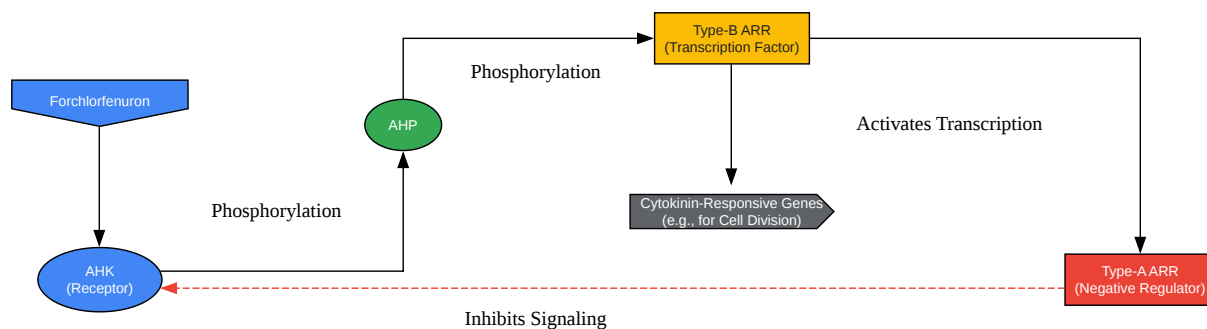 Type-B ARR
(Transcription Factor)
Phosphorylation
Forchlorfenuron
AHP
Activates Transcription
Phosphorylation
Cytokinin-Responsive Genes
(e.g., for Cell Division)
AHK
(Receptor)
Type-A ARR
(Negative Regulator)
Inhibits Signaling